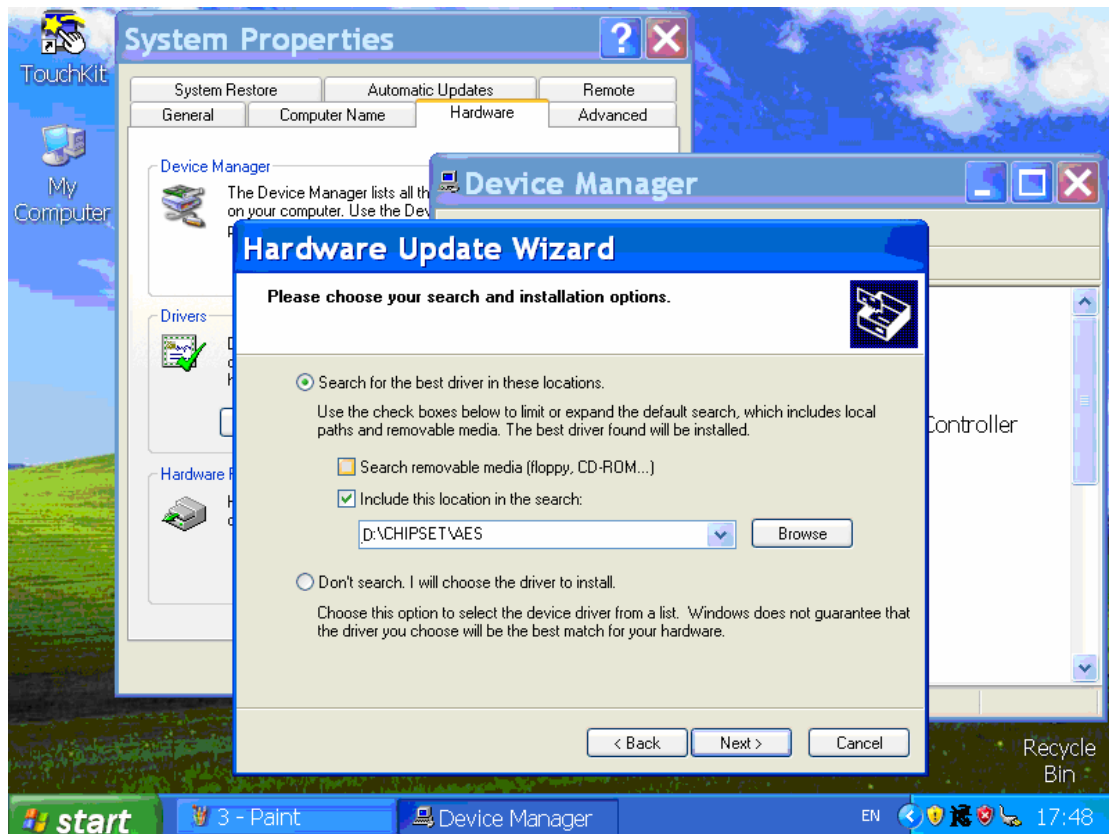 TouchKit
My
Computer
System Properties
System Restore
Automatic Updates
Remote
General
Computer Name
Hardware
Advanced
Device Manager
The Device Manager lists all th
on your computer. Use the Dev
Drivers
Hardware
Device Manager
Controller
Hardware Update Wizard
Please choose your search and installation options.
Search for the best driver in these locations.
Use the check boxes below to limit or expand the default search, which includes local
paths and removable media. The best driver found will be installed.
Search removable media (floppy, CD-ROM...)
Include this location in the search:
D:\CHIPSET\AES
Browse
Don't search. I will choose the driver to install.
Choose this option to select the device driver from a list. Windows does not guarantee that
the driver you choose will be the best match for your hardware.
< Back
Next >
Cancel
Recycle
Bin
start
3 - Paint
Device Manager
EN
17:48